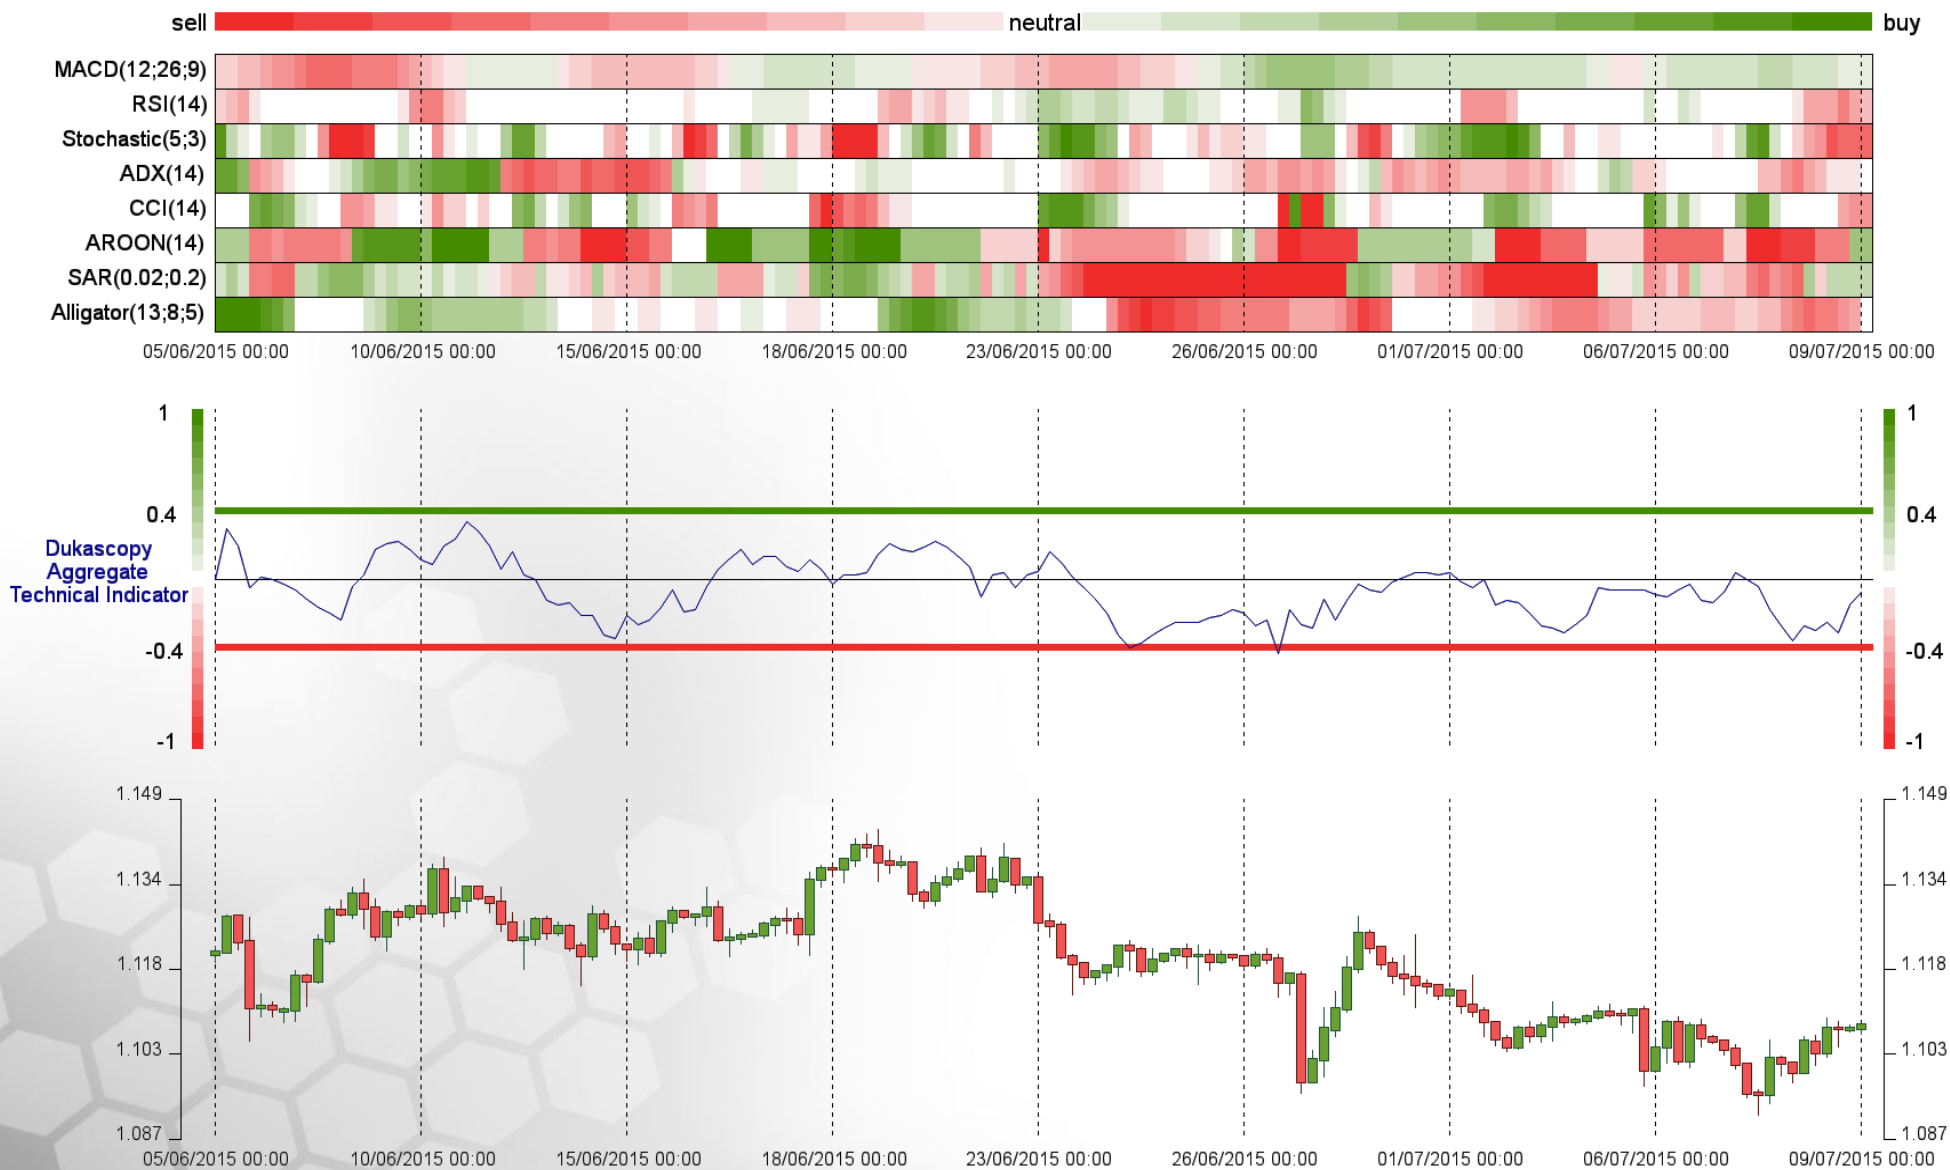 sell neutral buy
MACD(12;26;9)
RSI(14)
Stochastic(5;3)
ADX(14)
CCI(14)
AROON(14)
SAR(0.02;0.2)
Alligator(13;8;5)
05/06/2015 00:00 10/06/2015 00:00 15/06/2015 00:00 18/06/2015 00:00 23/06/2015 00:00 26/06/2015 00:00 01/07/2015 00:00 06/07/2015 00:00 09/07/2015 00:00
1 1
0.4 0.4
Dukascopy
Aggregate
Technical Indicator
-0.4 -0.4
-1 -1
1.149 1.149
1.134 1.134
1.118 1.118
1.103 1.103
1.087 1.087
05/06/2015 00:00 10/06/2015 00:00 15/06/2015 00:00 18/06/2015 00:00 23/06/2015 00:00 26/06/2015 00:00 01/07/2015 00:00 06/07/2015 00:00 09/07/2015 00:00